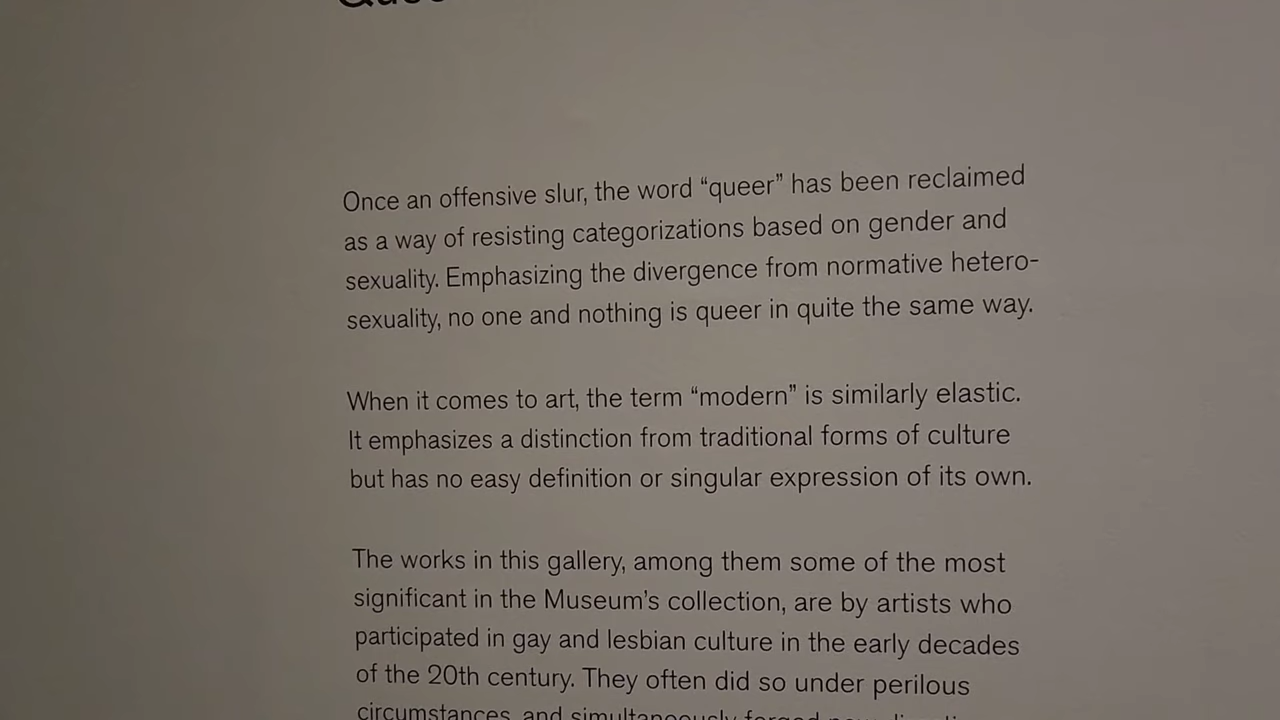 Once an offensive slur, the word “queer” has been reclaimed
as a way of resisting categorizations based on gender and
sexuality. Emphasizing the divergence from normative hetero-
sexuality, no one and nothing is queer in quite the same way.
When it comes to art, the term “modern” is similarly elastic.
It emphasizes a distinction from traditional forms of culture
but has no easy definition or singular expression of its own.
The works in this gallery, among them some of the most
significant in the Museum’s collection, are by artists who
participated in gay and lesbian culture in the early decades
of the 20th century. They often did so under perilous
circumstances, and simultaneously forged